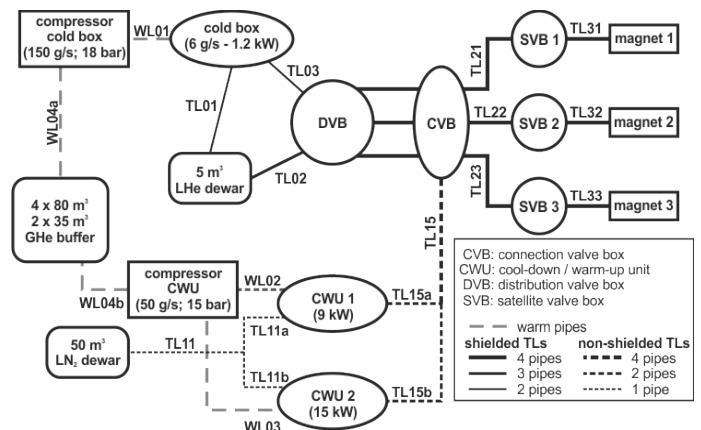 compressor
cold box
(150 g/s; 18 bar)
WL01
cold box
(6 g/s - 1.2 kW)
TL03
TL01
WL04a
5 m³
LHe dewar
TL02
DVB
CVB
TL21
SVB 1
TL31
magnet 1
TL22
SVB 2
TL32
magnet 2
TL23
SVB 3
TL33
magnet 3
4 x 80 m³
2 x 35 m³
GHe buffer
TL15
compressor
CWU
(50 g/s; 15 bar)
WL04b
WL02
CWU 1
(9 kW)
TL15a
TL11a
50 m³
LN₂ dewar
TL11
TL11b
CWU 2
(15 kW)
TL15b
WL03
CVB: connection valve box
CWU: cool-down / warm-up unit
DVB: distribution valve box
SVB: satellite valve box
warm pipes
shielded TLs
non-shielded TLs
4 pipes
4 pipes
3 pipes
2 pipes
2 pipes
1 pipe